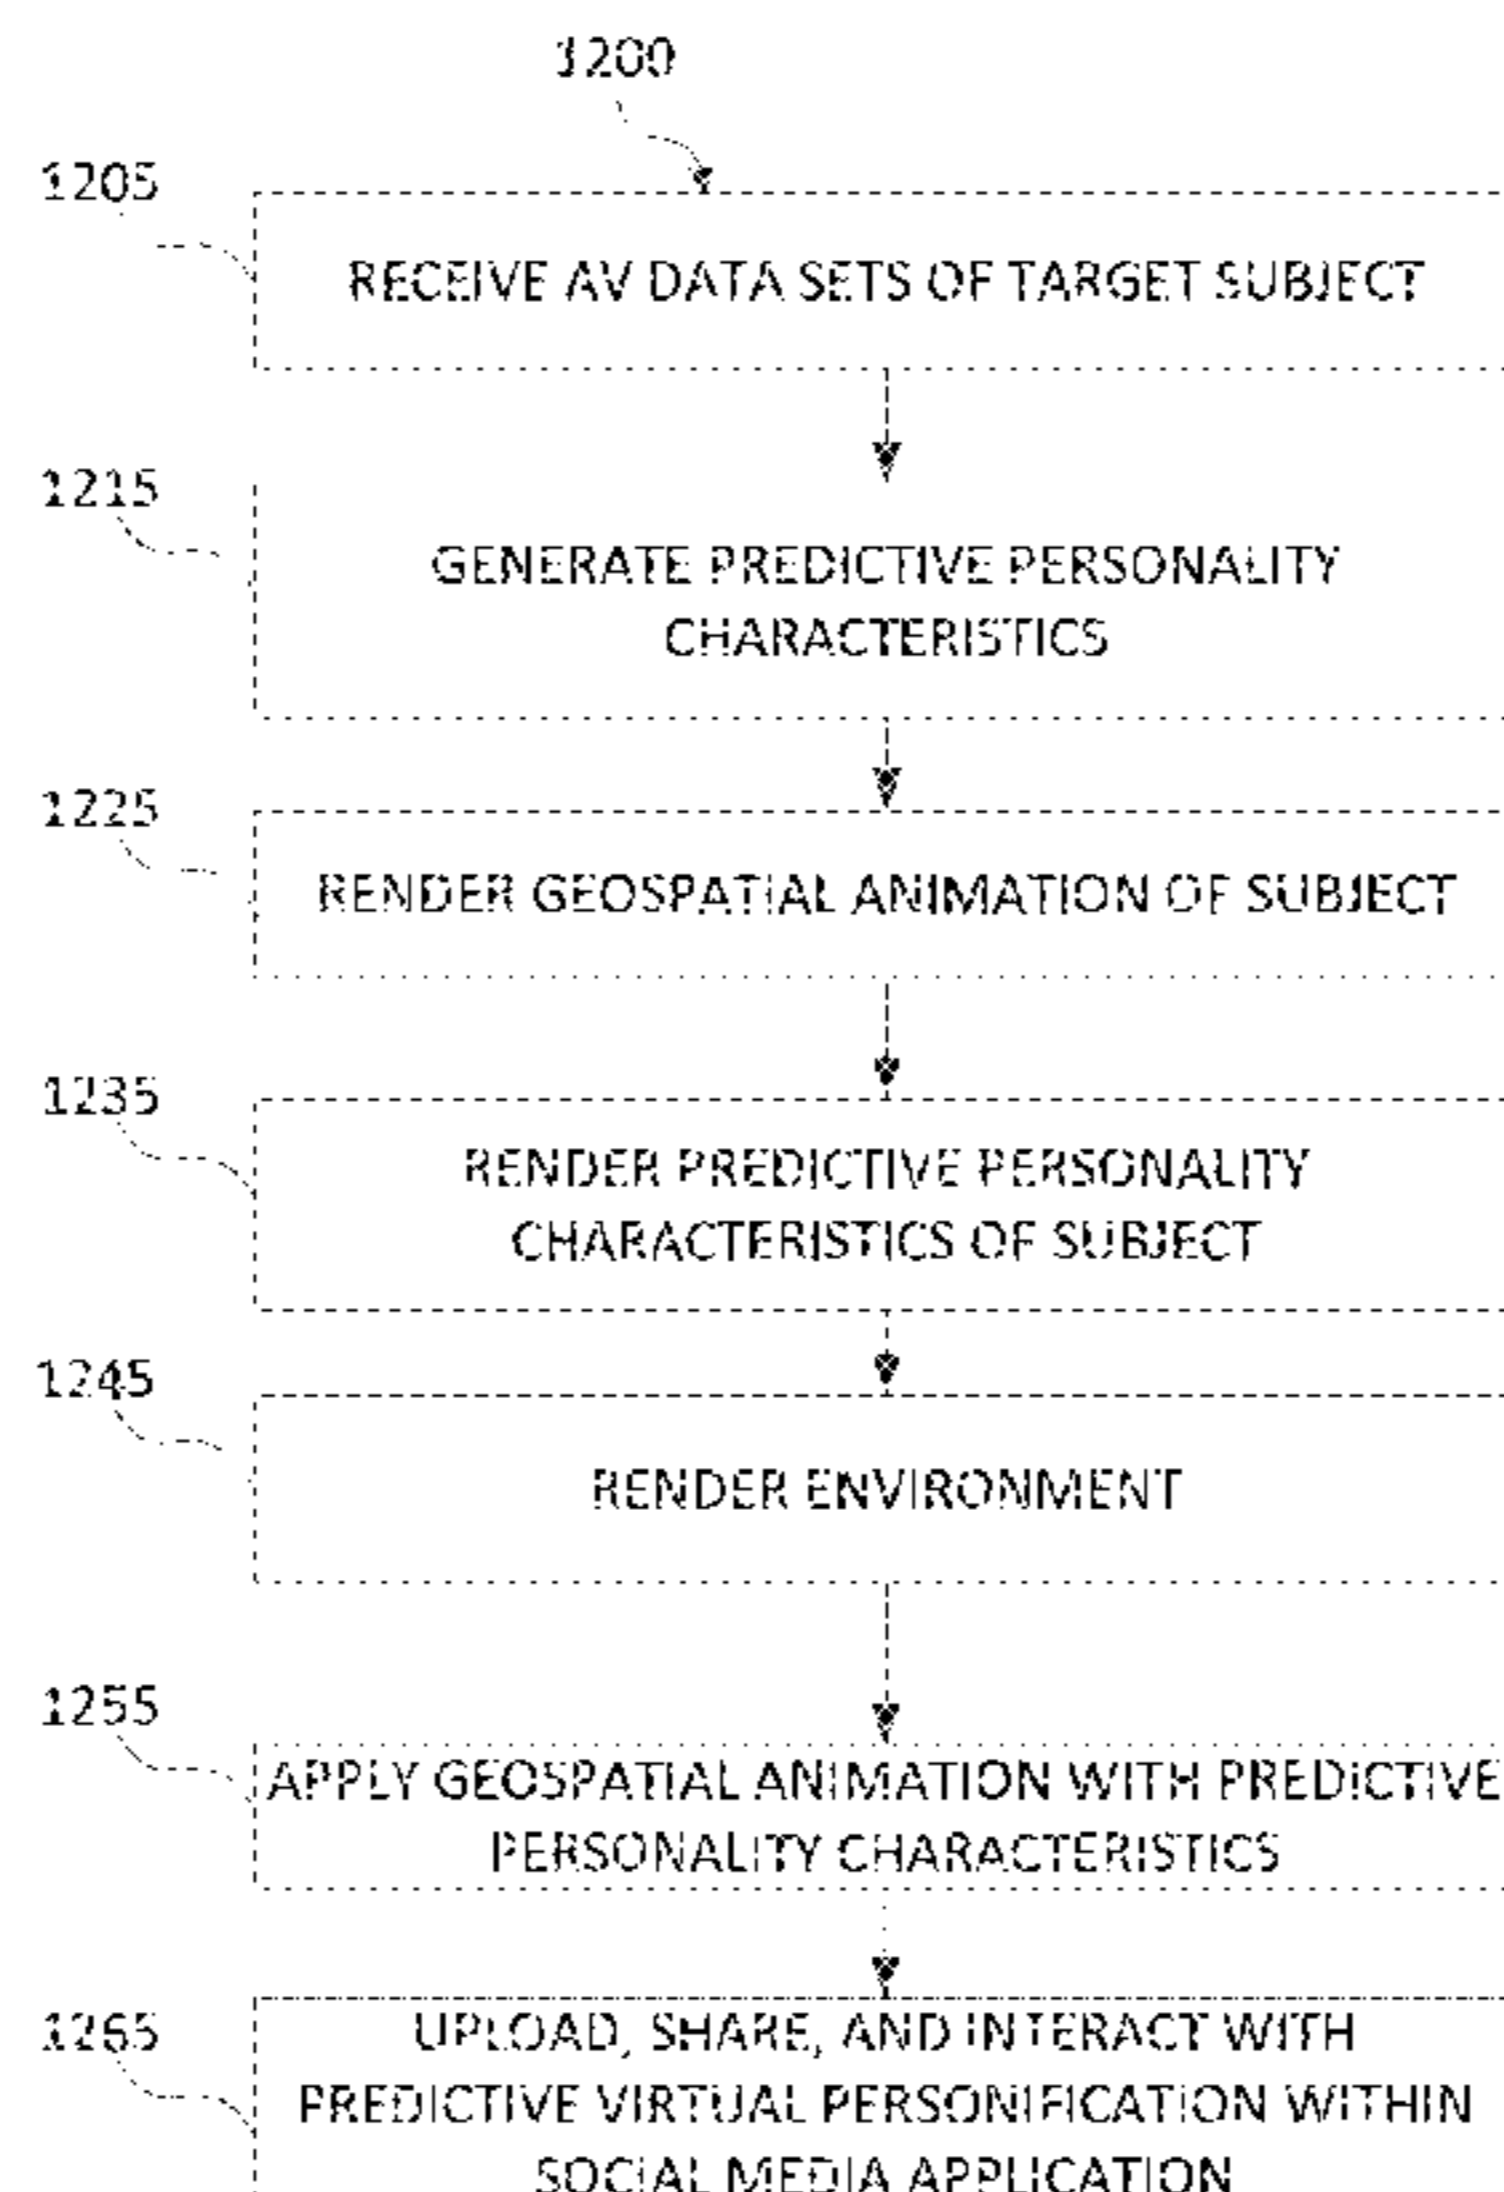 1200
1205
RECEIVE AV DATA SETS OF TARGET SUBJECT
1215
GENERATE PREDICTIVE PERSONALITY
CHARACTERISTICS
1225
RENDER GEOSPATIAL ANIMATION OF SUBJECT
1235
RENDER PREDICTIVE PERSONALITY
CHARACTERISTICS OF SUBJECT
1245
RENDER ENVIRONMENT
1255
APPLY GEOSPATIAL ANIMATION WITH PREDICTIVE
PERSONALITY CHARACTERISTICS
1265
UPLOAD, SHARE, AND INTERACT WITH
PREDICTIVE VIRTUAL PERSONIFICATION WITHIN
SOCIAL MEDIA APPLICATION